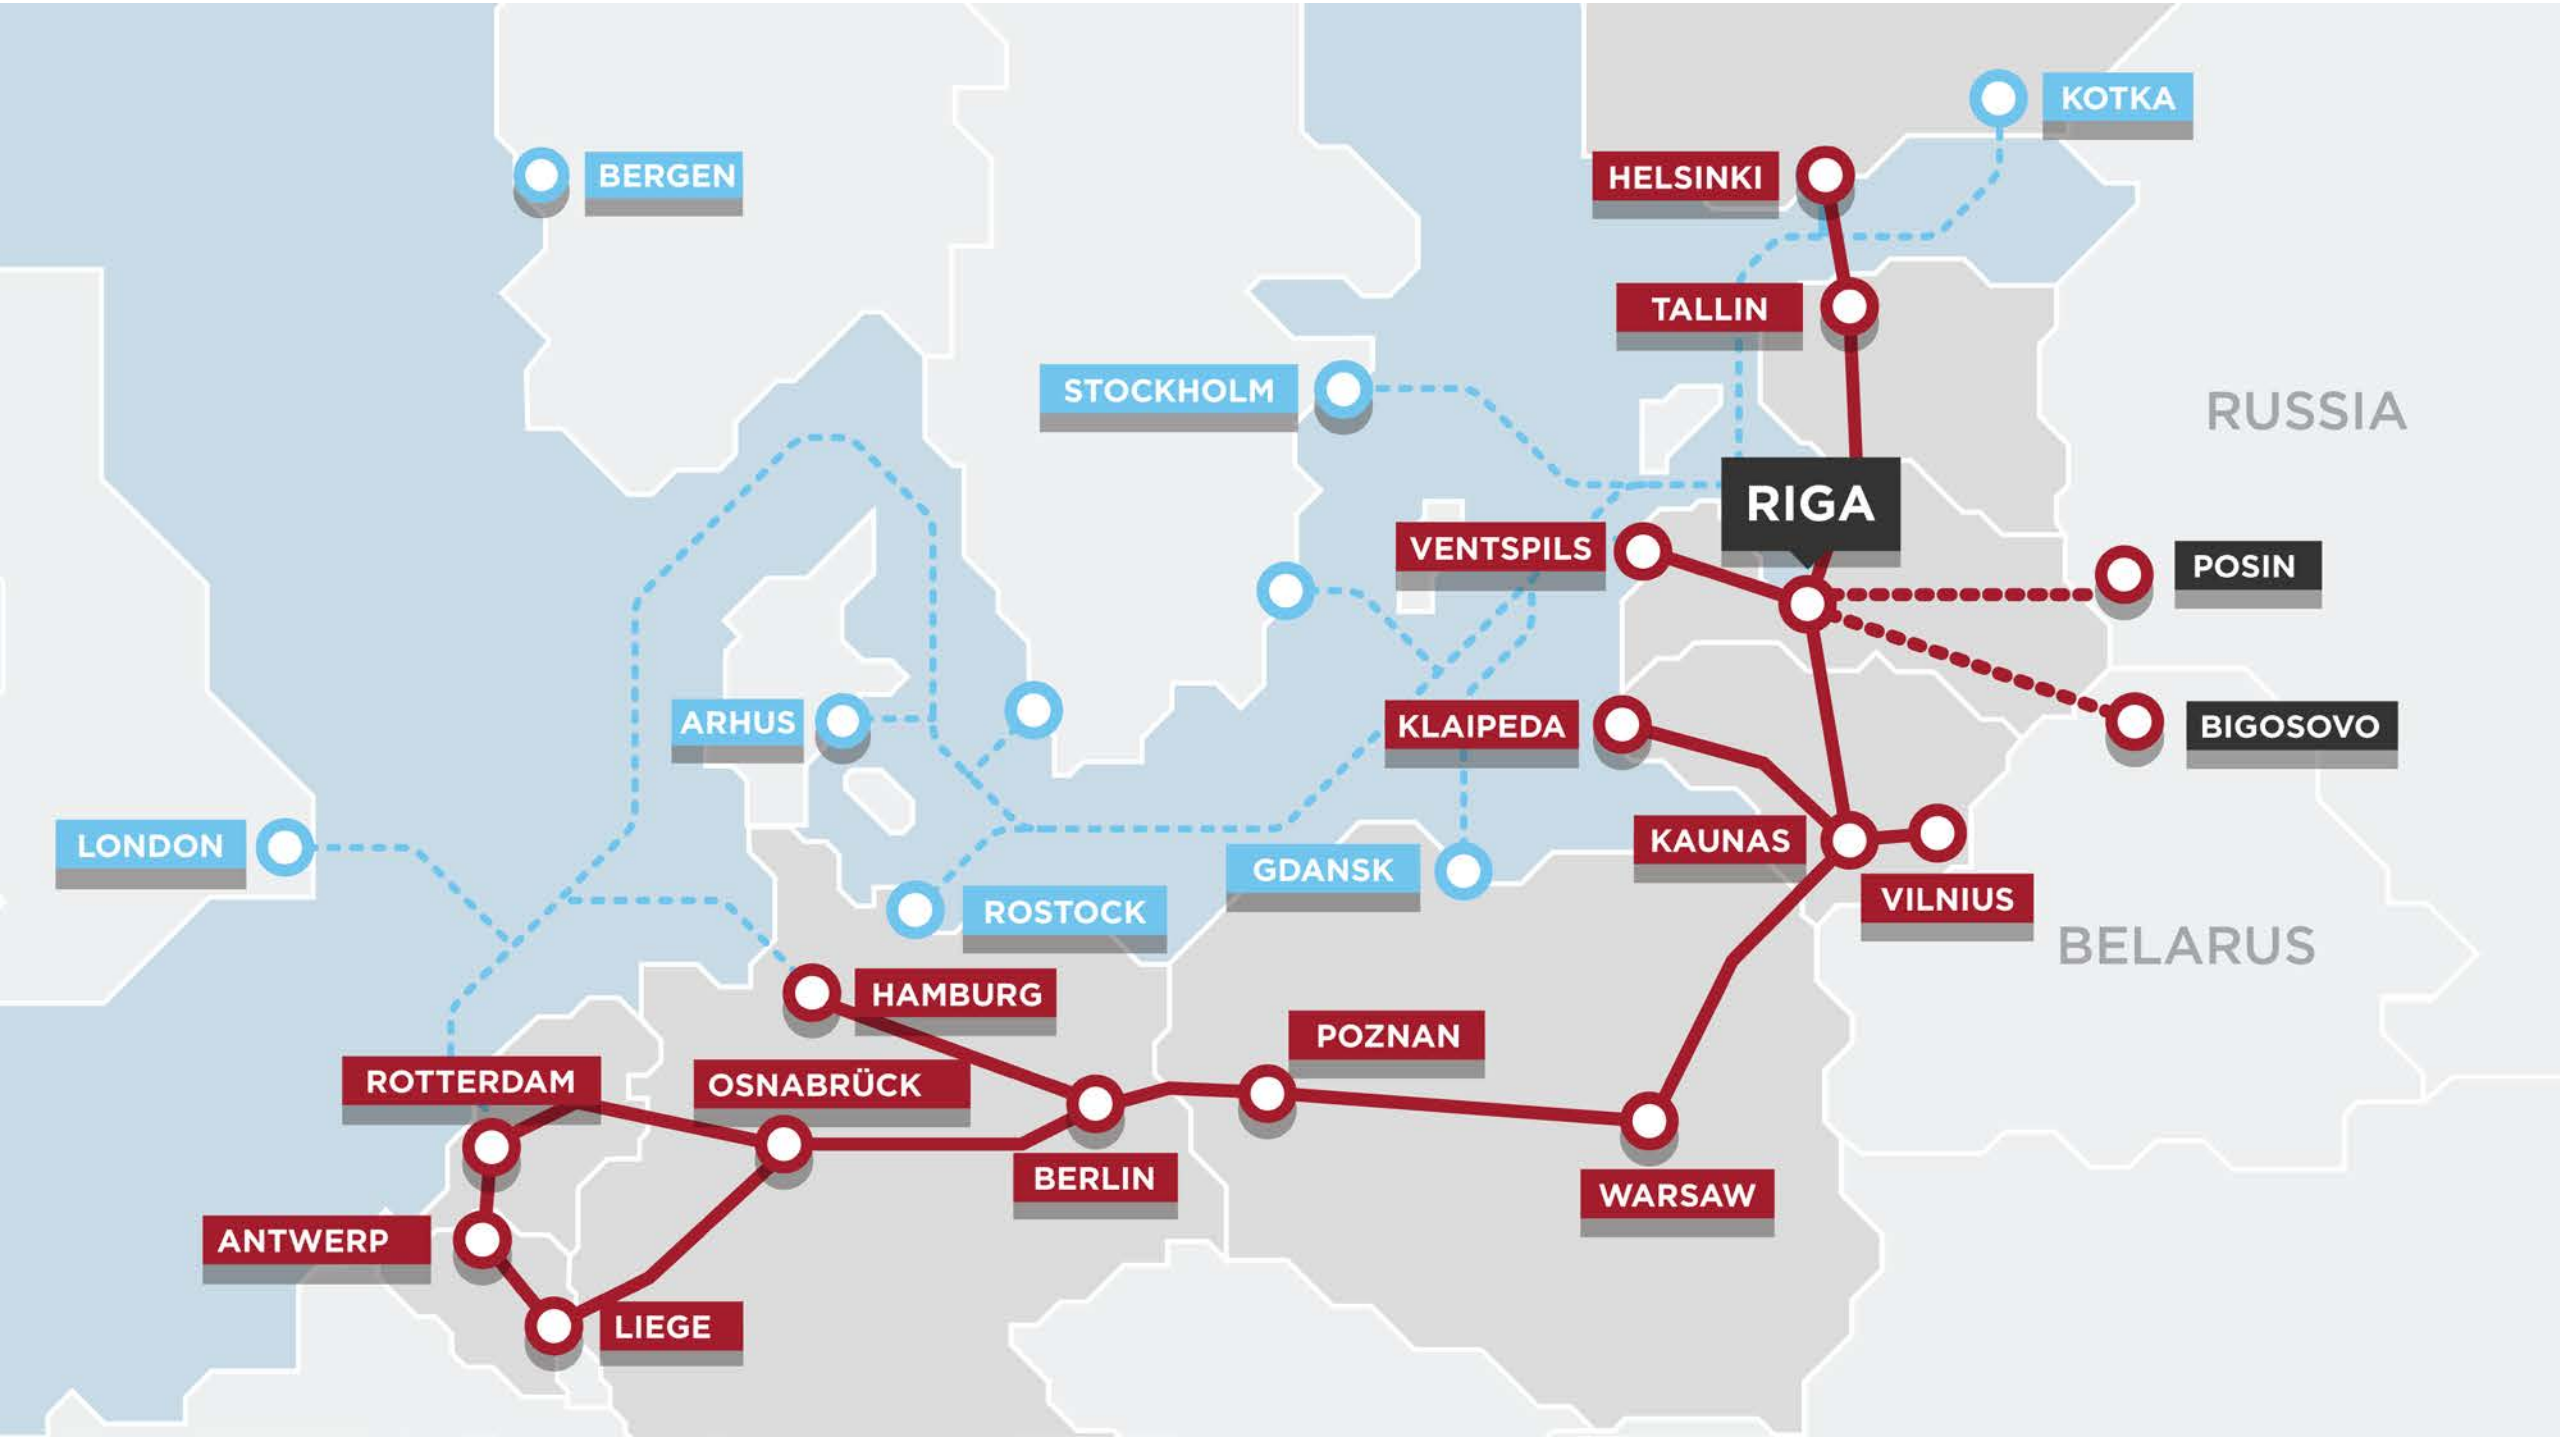 KOTKA
BERGEN
HELSINKI
TALLIN
STOCKHOLM
RUSSIA
RIGA
VENTSPILS
POSIN
ARHUS
KLAIPEDA
BIGOSOVO
LONDON
KAUNAS
GDANSK
VILNIUS
ROSTOCK
BELARUS
HAMBURG
POZNAN
ROTTERDAM
OSNABRÜCK
BERLIN
WARSAW
ANTWERP
LIEGE